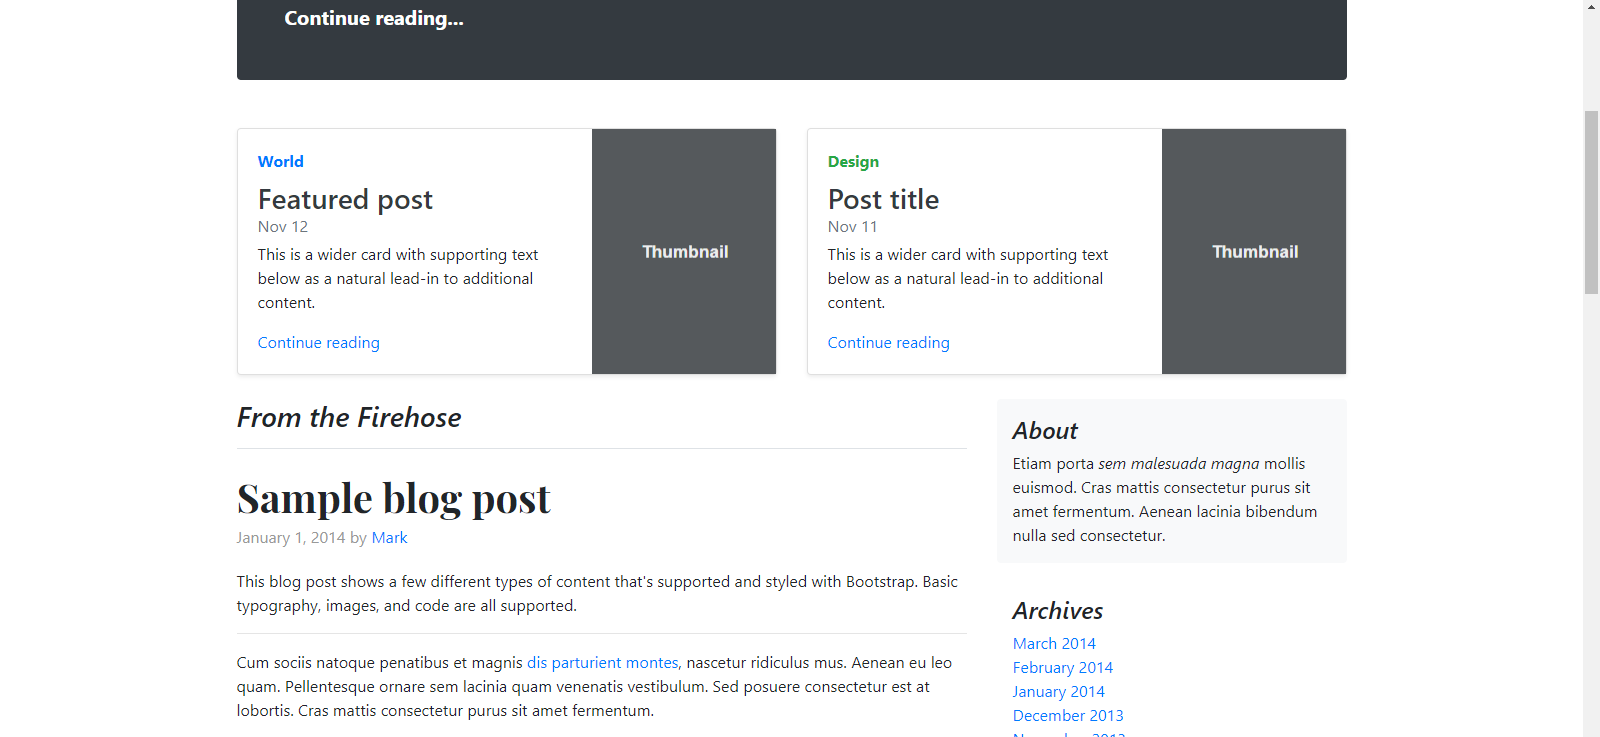 Continue reading...
World
Featured post
Nov 12
This is a wider card with supporting text
below as a natural lead-in to additional
content.
Continue reading
Thumbnail
Design
Post title
Nov 11
This is a wider card with supporting text
below as a natural lead-in to additional
content.
Continue reading
Thumbnail
From the Firehose
Sample blog post
January 1, 2014 by Mark
This blog post shows a few different types of content that's supported and styled with Bootstrap. Basic
typography, images, and code are all supported.
Cum sociis natoque penatibus et magnis dis parturient montes, nascetur ridiculus mus. Aenean eu leo
quam. Pellentesque ornare sem lacinia quam venenatis vestibulum. Sed posuere consectetur est at
lobortis. Cras mattis consectetur purus sit amet fermentum.
About
Etiam porta sem malesuada magna mollis
euismod. Cras mattis consectetur purus sit
amet fermentum. Aenean lacinia bibendum
nulla sed consectetur.
Archives
March 2014
February 2014
January 2014
December 2013